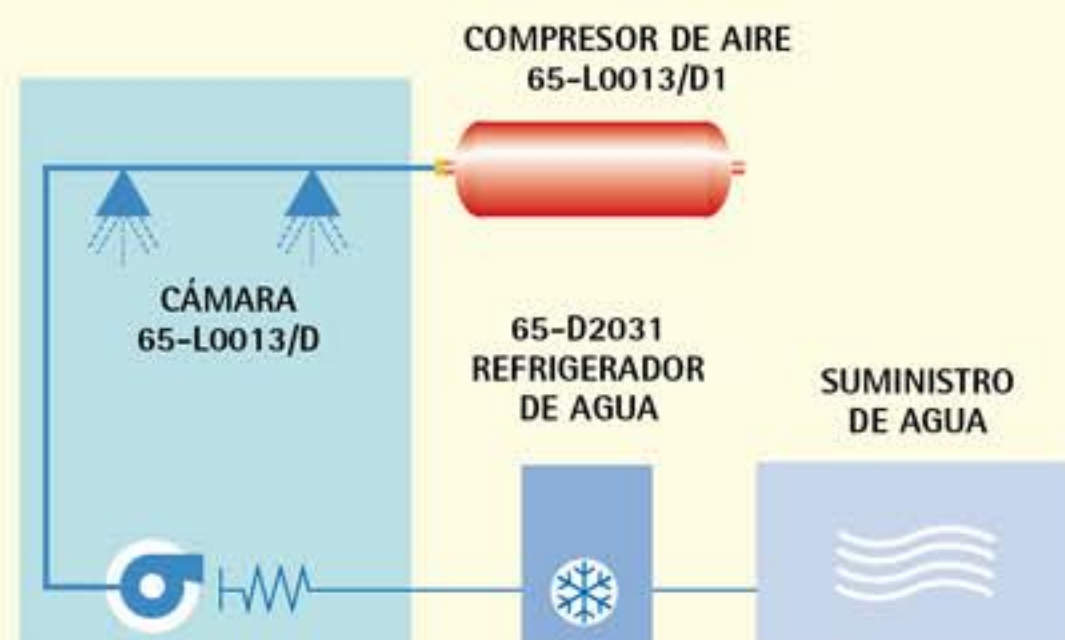 COMPRESOR DE AIRE
65-L0013/D1
CÁMARA
65-L0013/D
65-D2031
REFRIGERADOR
DE AGUA
SUMINISTRO
DE AGUA